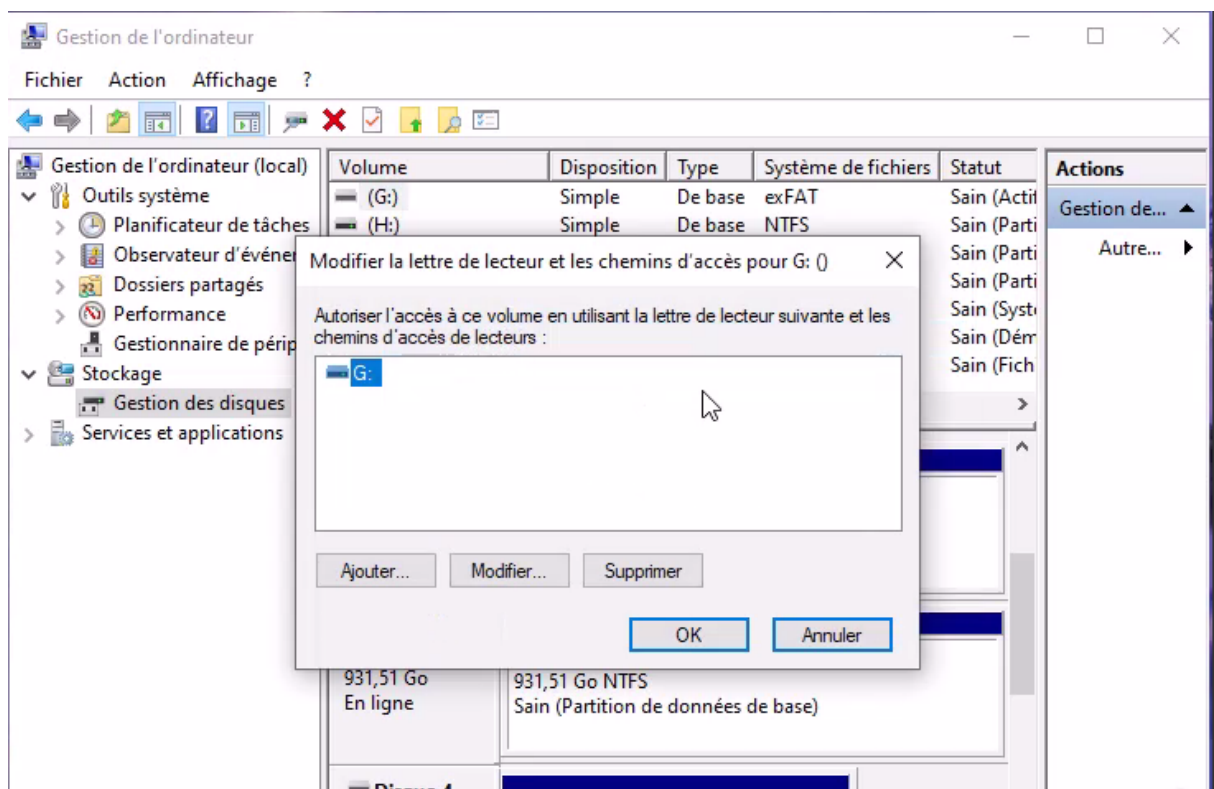 Gestion de l'ordinateur
Fichier Action Affichage ?
Gestion de l'ordinateur (local)
Outils système
Planificateur de tâches
Observateur d'événer
Dossiers partagés
Performance
Gestionnaire de périp
Stockage
Gestion des disques
Services et applications
Volume Disposition Type Système de fichiers Statut
(G:) Simple De base exFAT Sain (Actif
(H:) Simple De base NTFS Sain (Parti
Sain (Parti
Sain (Parti
Sain (Syst
Sain (Dém
Sain (Fich
Actions
Gestion de...
Autre...
Modifier la lettre de lecteur et les chemins d'accès pour G: ()
Autoriser l'accès à ce volume en utilisant la lettre de lecteur suivante et les
chemins d'accès de lecteurs :
G:
Ajouter... Modifier... Supprimer
OK Annuler
931,51 Go
En ligne
931,51 Go NTFS
Sain (Partition de données de base)